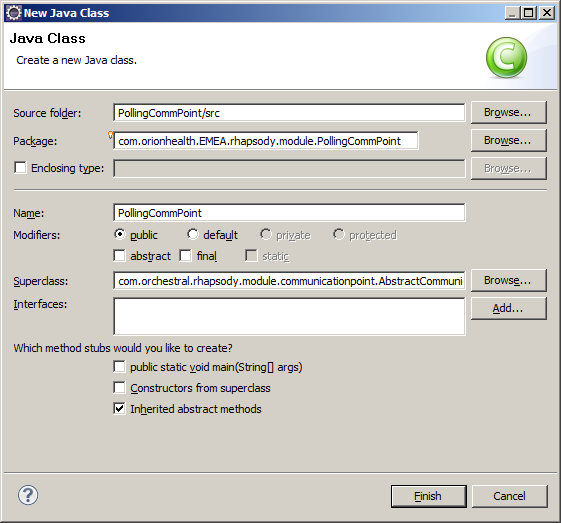 New Java Class
Java Class
Create a new Java class.
C
Source folder: PollingCommPoint/src Browse...
Package: com.orionhealth.EMEA.rhapsody.module.PollingCommPoint Browse...
Enclosing type: Browse...
Name: PollingCommPoint
Modifiers: public default private protected
abstract final static
Superclass: com.orchestral.rhapsody.module.communicationpoint.AbstractCommuni Browse...
Interfaces: Add...
Which method stubs would you like to create?
public static void main(String[] args)
Constructors from superclass
Inherited abstract methods
? Finish Cancel